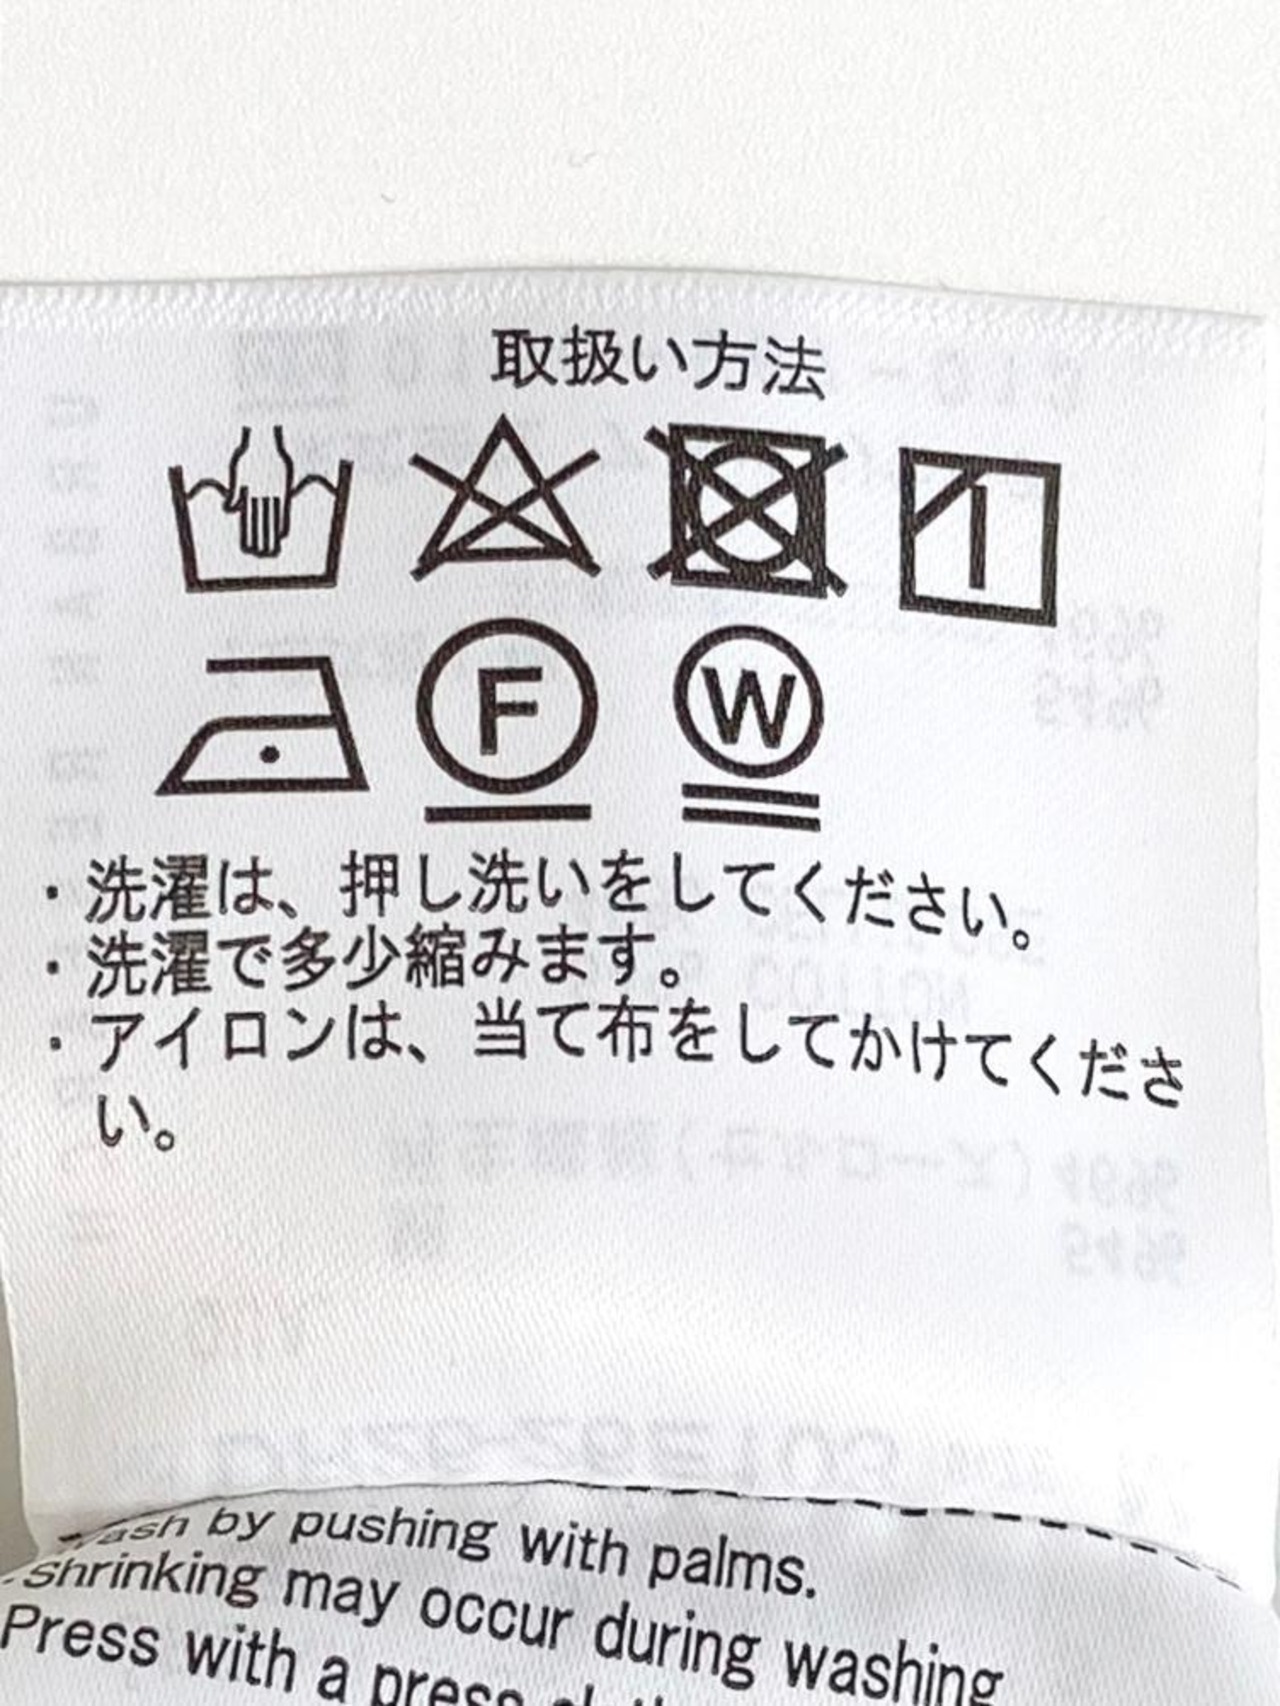 取扱い方法
F W
・洗濯は、押し洗いをしてください。
・洗濯で多少縮みます。
・アイロンは、当て布をしてかけてくださ
い。
by pushing with palms.
shrinking may occur during washing
Press with a press